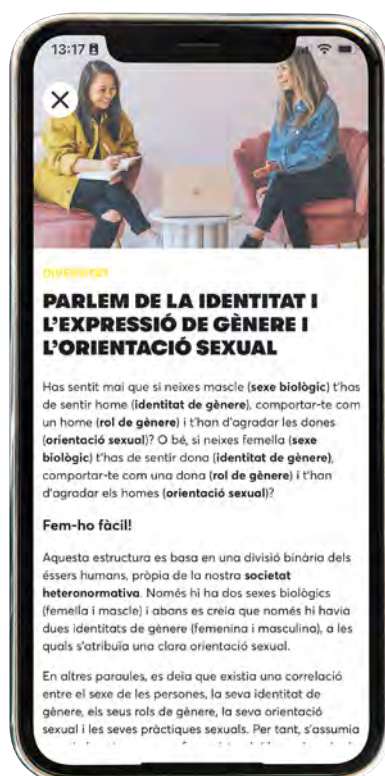 13:17
DIVERSITAT
PARLEM DE LA IDENTITAT I
L'EXPRESSIÓ DE GÈNERE I
L'ORIENTACIÓ SEXUAL
Has sentit mai que si neixes mascle (sexe biològic) t'has
de sentir home (identitat de gènere), comportar-te com
un home (rol de gènere) i t'han d'agradar les dones
(orientació sexual)? O bé, si neixes femella (sexe
biològic) t'has de sentir dona (identitat de gènere),
comportar-te com una dona (rol de gènere) i t'han
d'agradar els homes (orientació sexual)?
Fem-ho fàcil!
Aquesta estructura es basa en una divisió binària dels
éssers humans, pròpia de la nostra societat
heteronormativa. Només hi ha dos sexes biològics
(femella i mascle) i abans es creia que només hi havia
dues identitats de gènere (femenina i masculina), a les
quals s'atribuïa una clara orientació sexual.
En altres paraules, es deia que existia una correlació
entre el sexe de les persones, la seva identitat de
gènere, els seus rols de gènere, la seva orientació
sexual i les seves pràctiques sexuals. Per tant, s'assumia